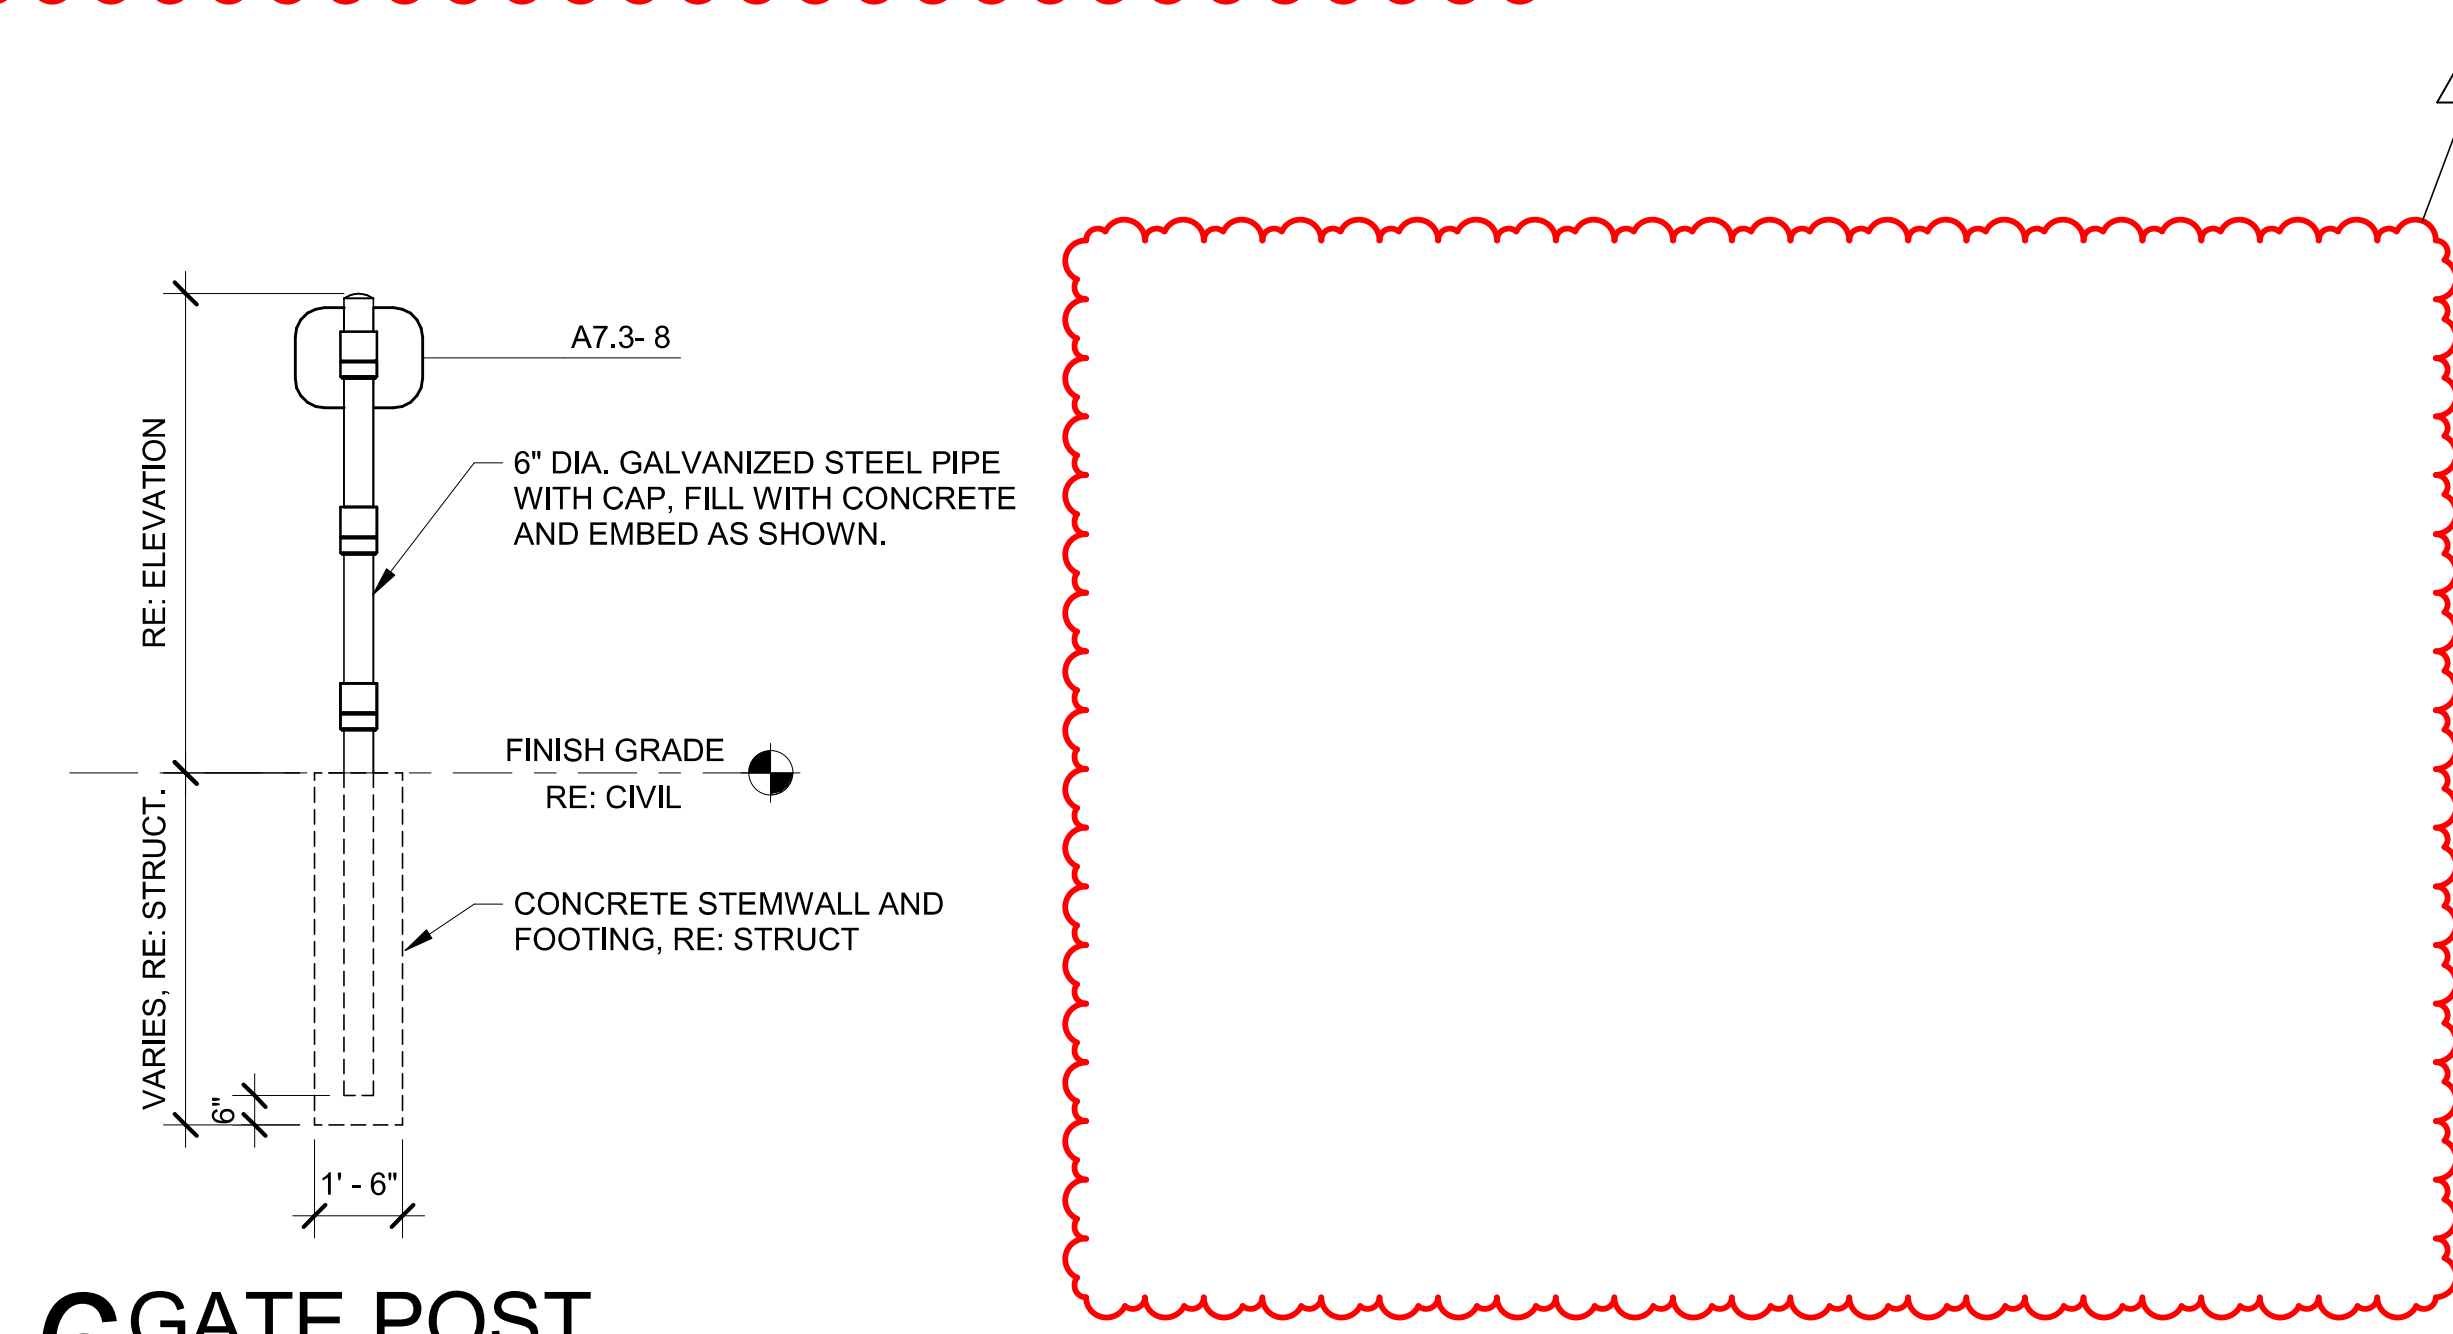 A7.3- 8
RE: ELEVATION
6" DIA. GALVANIZED STEEL PIPE
WITH CAP, FILL WITH CONCRETE
AND EMBED AS SHOWN.
FINISH GRADE
RE: CIVIL
VARIES, RE: STRUCT.
CONCRETE STEMWALL AND
FOOTING, RE: STRUCT
6"
1' - 6"
GATE POST